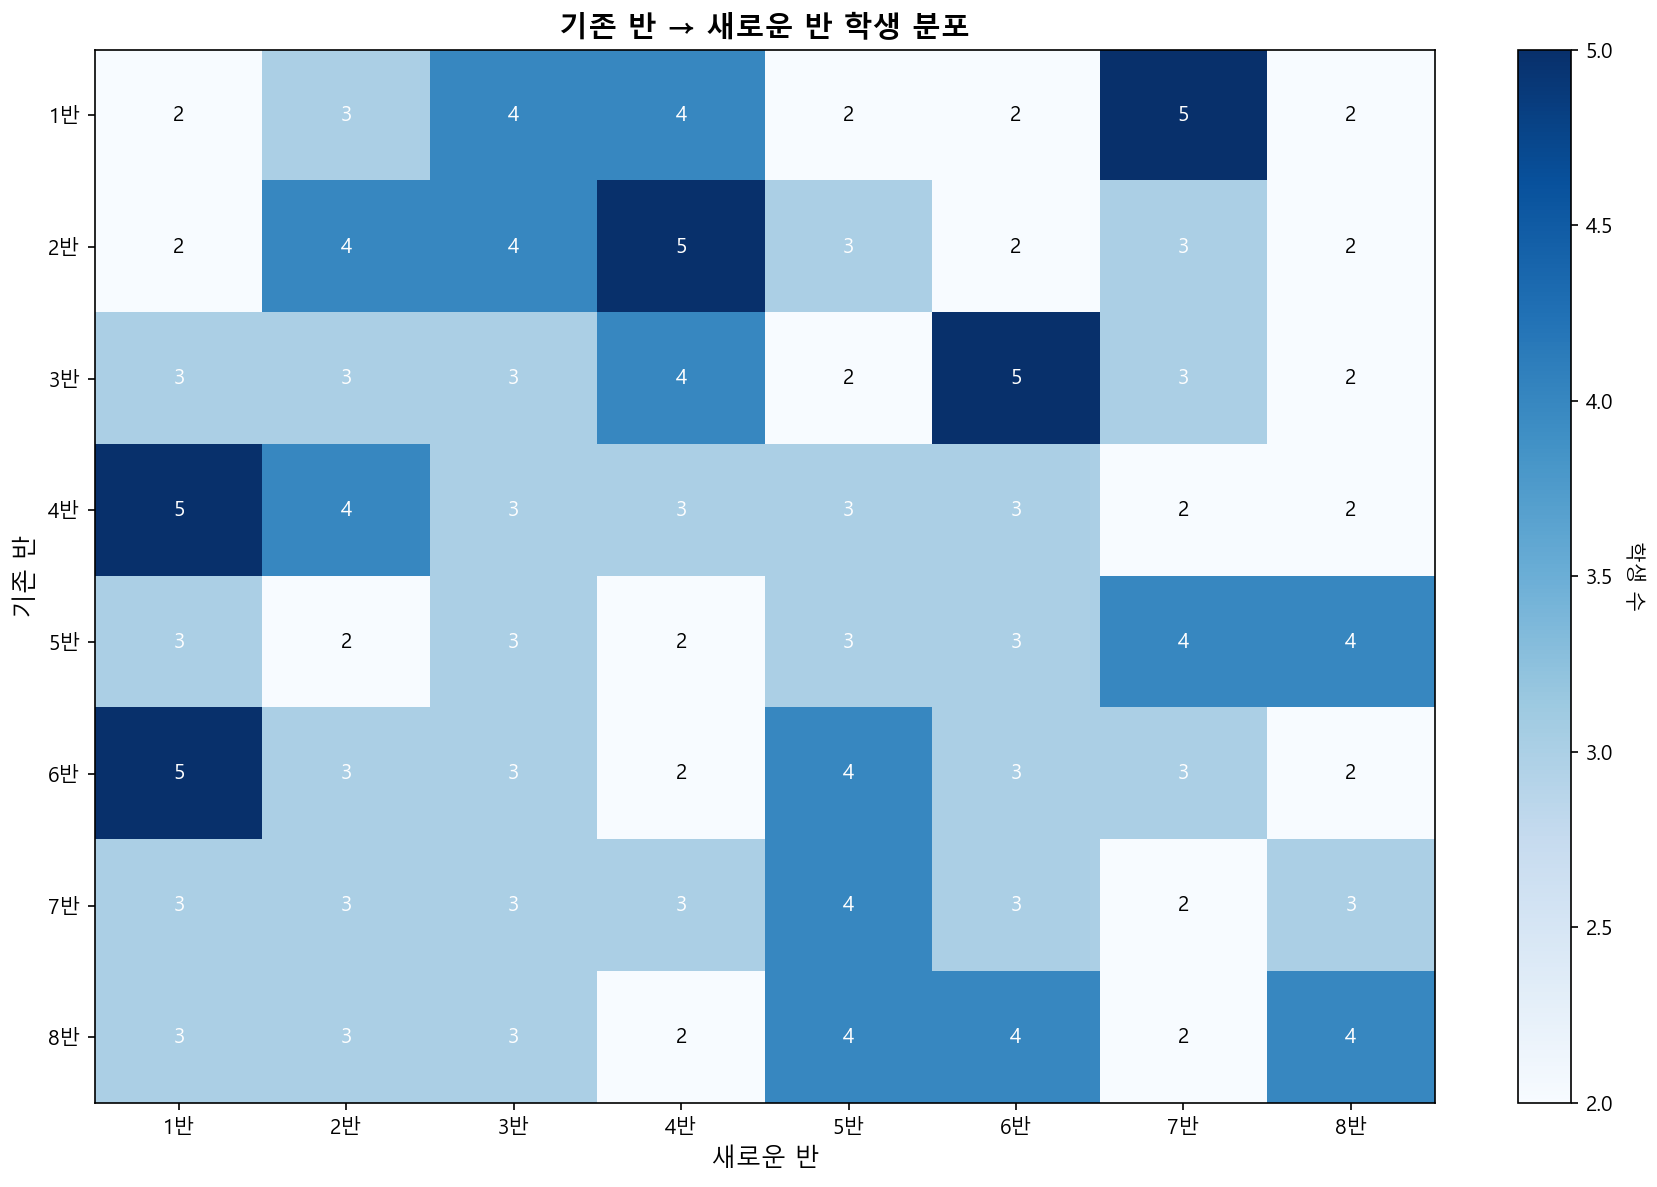 기존 반 → 새로운 반 학생 분포
1반 2 3 4 4 2 2 5 2
2반 2 4 4 5 3 2 3 2
3반 3 3 3 4 2 5 3 2
4반 5 4 3 3 3 3 2 2
5반 3 2 3 2 3 3 4 4
6반 5 3 3 2 4 3 3 2
7반 3 3 3 3 4 3 2 3
8반 3 3 3 2 4 4 2 4
1반 2반 3반 4반 5반 6반 7반 8반
새로운 반
기존 반
5.0
4.5
4.0
3.5
3.0
2.5
2.0
학생 수